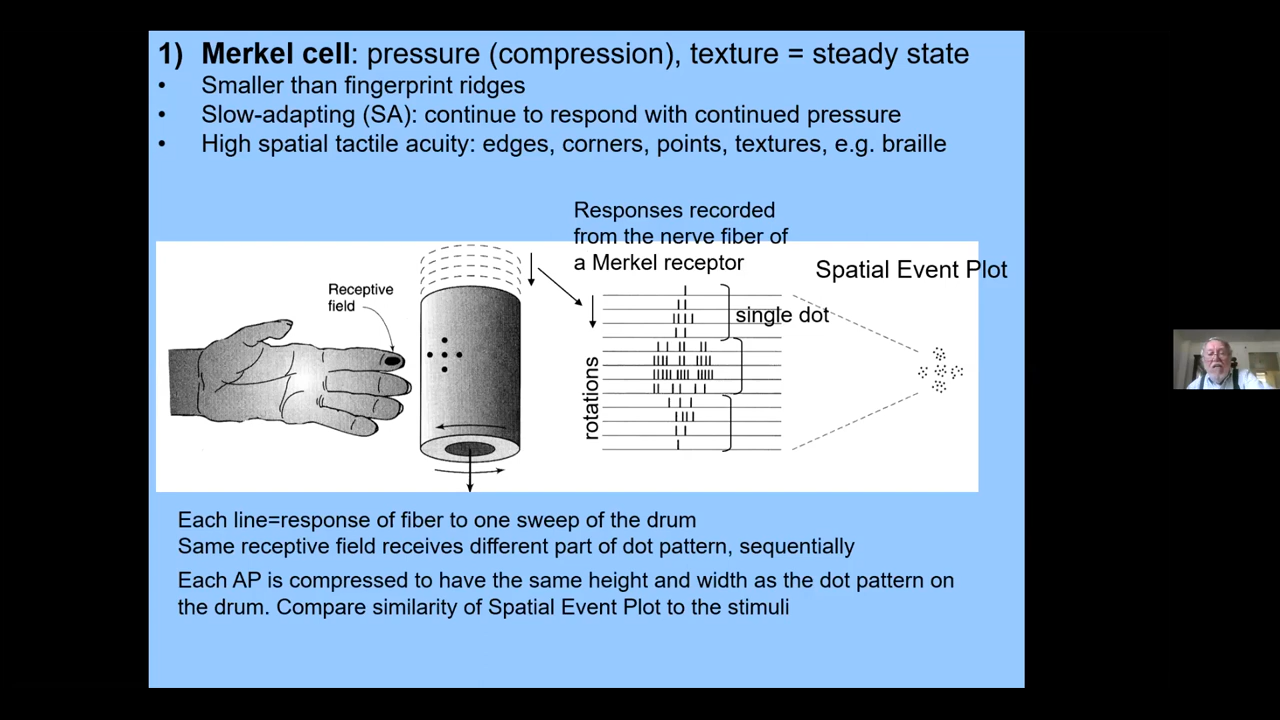 1) Merkel cell: pressure (compression), texture = steady state
• Smaller than fingerprint ridges
• Slow-adapting (SA): continue to respond with continued pressure
• High spatial tactile acuity: edges, corners, points, textures, e.g. braille
Responses recorded
from the nerve fiber of
a Merkel receptor
Spatial Event Plot
Receptive
field
single dot
rotations
Each line=response of fiber to one sweep of the drum
Same receptive field receives different part of dot pattern, sequentially
Each AP is compressed to have the same height and width as the dot pattern on
the drum. Compare similarity of Spatial Event Plot to the stimuli